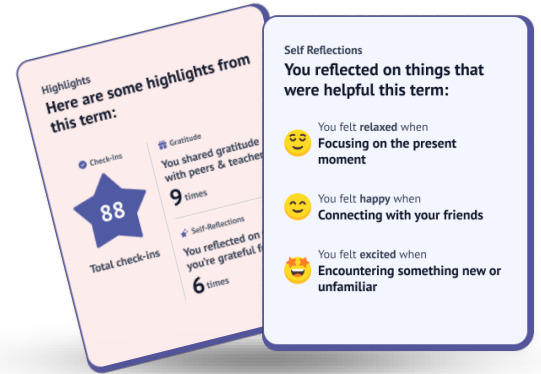 Highlights
Here are some highlights from
this term:
Check-Ins
88
Total check-ins
Gratitude
You shared gratitude
with peers & teacher
9 times
Self-Reflections
You reflected on
you're grateful f
6 times
Self Reflections
You reflected on things that
were helpful this term:
You felt relaxed when
Focusing on the present
moment
You felt happy when
Connecting with your friends
You felt excited when
Encountering something new or
unfamiliar